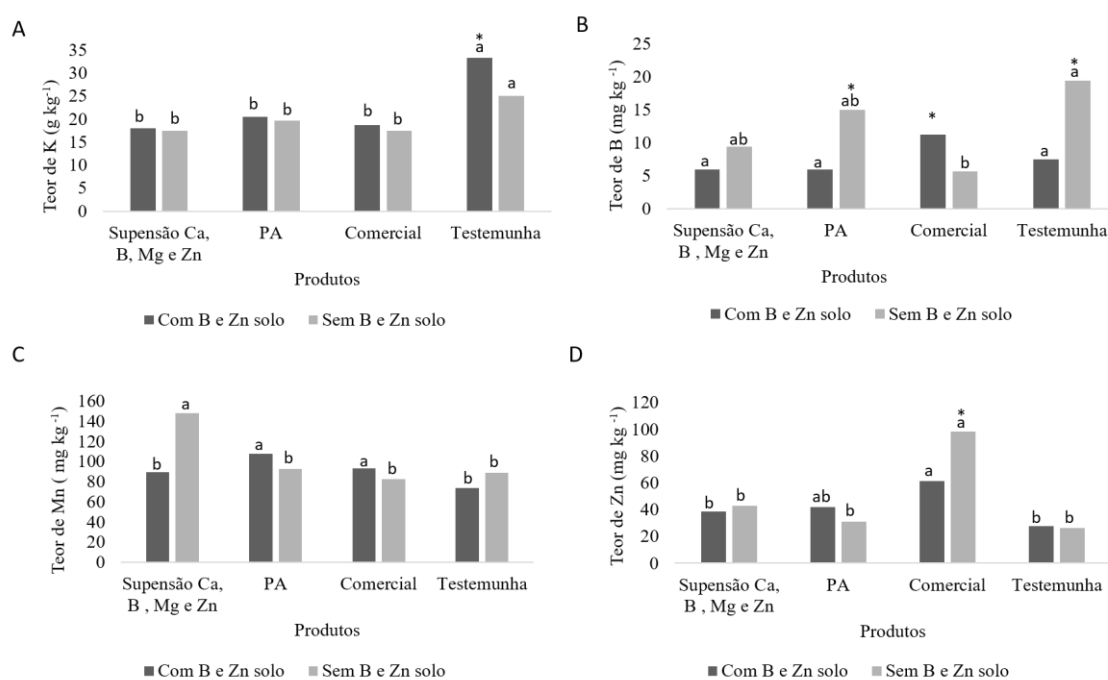 A
Teor de K (g kg -1)
35
30
25
20
15
10
5
0
b b
b b
b b
*
a a
Supensão Ca, PA Comercial Testemunha
B, Mg e Zn
Produtos
Com B e Zn solo Sem B e Zn solo
B
Teor de B (mg kg -1)
25
20
15
10
5
0
a ab
*
a ab
*
b
*
a a
Supensão Ca, PA Comercial Testemunha
B , Mg e Zn
Produtos
Com B e Zn solo Sem B e Zn solo
C
Teor de Mn ( mg kg -1)
160
140
120
100
80
60
40
20
0
b a
a b
a b
b b
Supensão Ca, PA Comercial Testemunha
B , Mg e Zn
Produtos
Com B e Zn solo Sem B e Zn solo
D
Teor de Zn (mg kg -1)
120
100
80
60
40
20
0
b b
ab b
*
a a
b b
Supensão Ca, PA Comercial Testemunha
B , Mg e Zn
Produtos
Com B e Zn solo Sem B e Zn solo